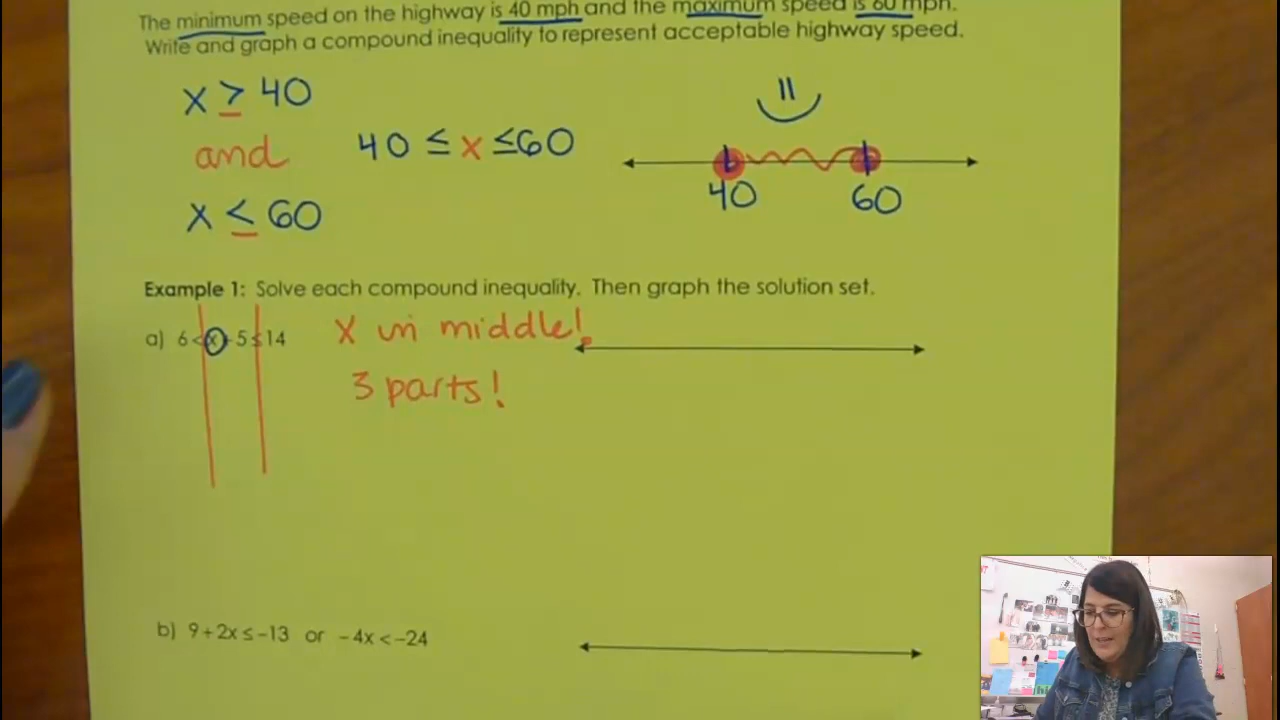 The minimum speed on the highway is 40 mph and the maximum speed is 60 mph.
Write and graph a compound inequality to represent acceptable highway speed.
x ≥ 40
and
x ≤ 60
40 ≤ x ≤ 60
40 60
Example 1: Solve each compound inequality. Then graph the solution set.
a) 6 < x - 5 ≤ 14
x in middle!
3 parts!
b) 9 + 2x ≤ -13 or -4x < -24